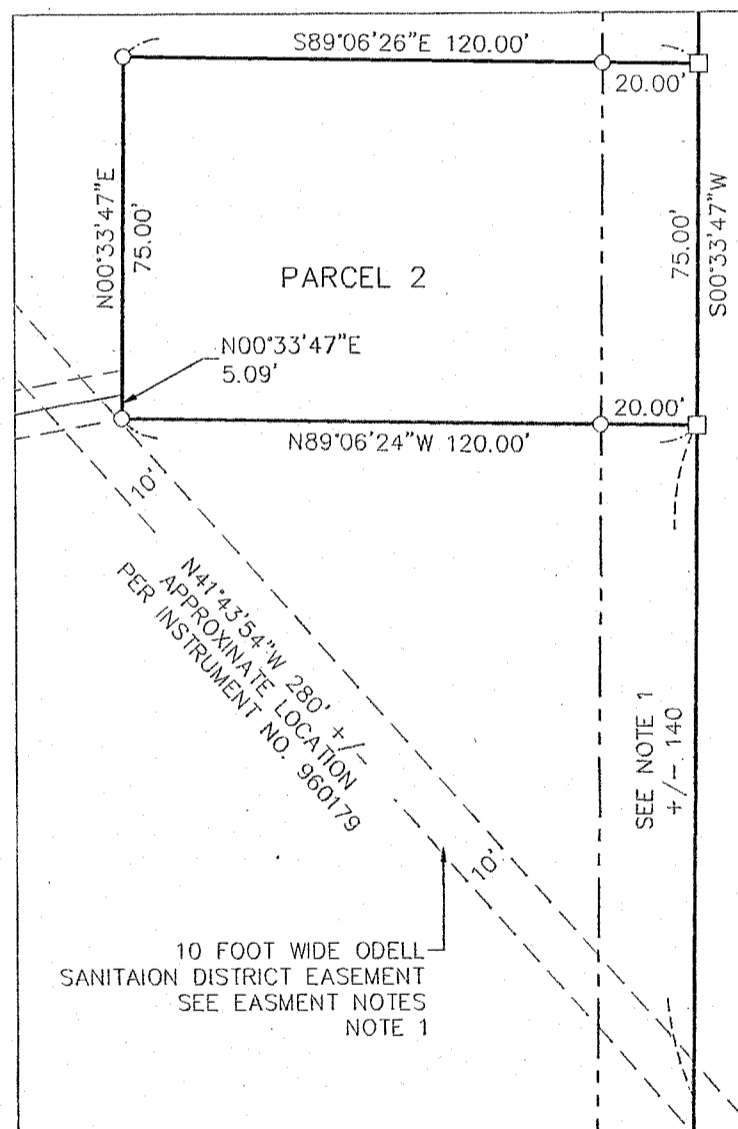 S89°06'26"E 120.00'
20.00'
N00°33'47"E
75.00'
75.00'
S00°33'47"W
PARCEL 2
N00°33'47"E
5.09'
20.00'
N89°06'24"W 120.00'
10'
N41°43'54"W 280' +/-
APPROXINATE LOCATION
PER INSTRUMENT NO. 960179
SEE NOTE 1
+/- 140
10'
10 FOOT WIDE ODELL
SANITAION DISTRICT EASEMENT
SEE EASMENT NOTES
NOTE 1